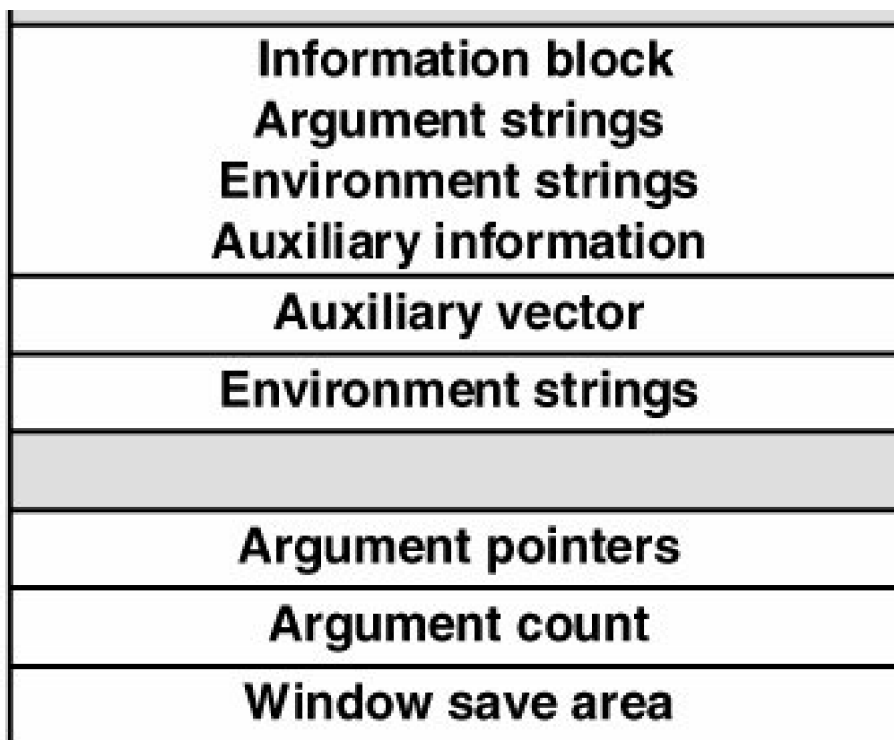 Information block
Argument strings
Environment strings
Auxiliary information
Auxiliary vector
Environment strings
Argument pointers
Argument count
Window save area